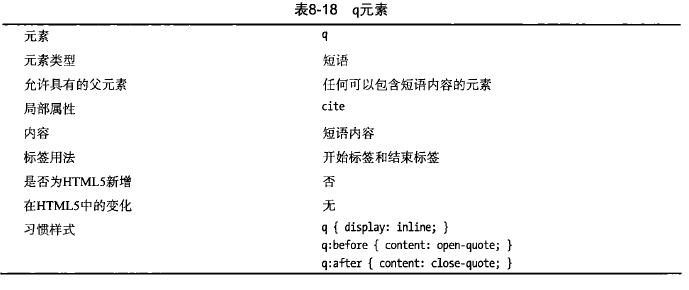 表8-18 q元素
元素 q
元素类型 短语
允许具有的父元素 任何可以包含短语内容的元素
局部属性 cite
内容 短语内容
标签用法 开始标签和结束标签
是否为HTML5新增 否
在HTML5中的变化 无
习惯样式 q { display: inline; }
q:before { content: open-quote; }
q:after { content: close-quote; }